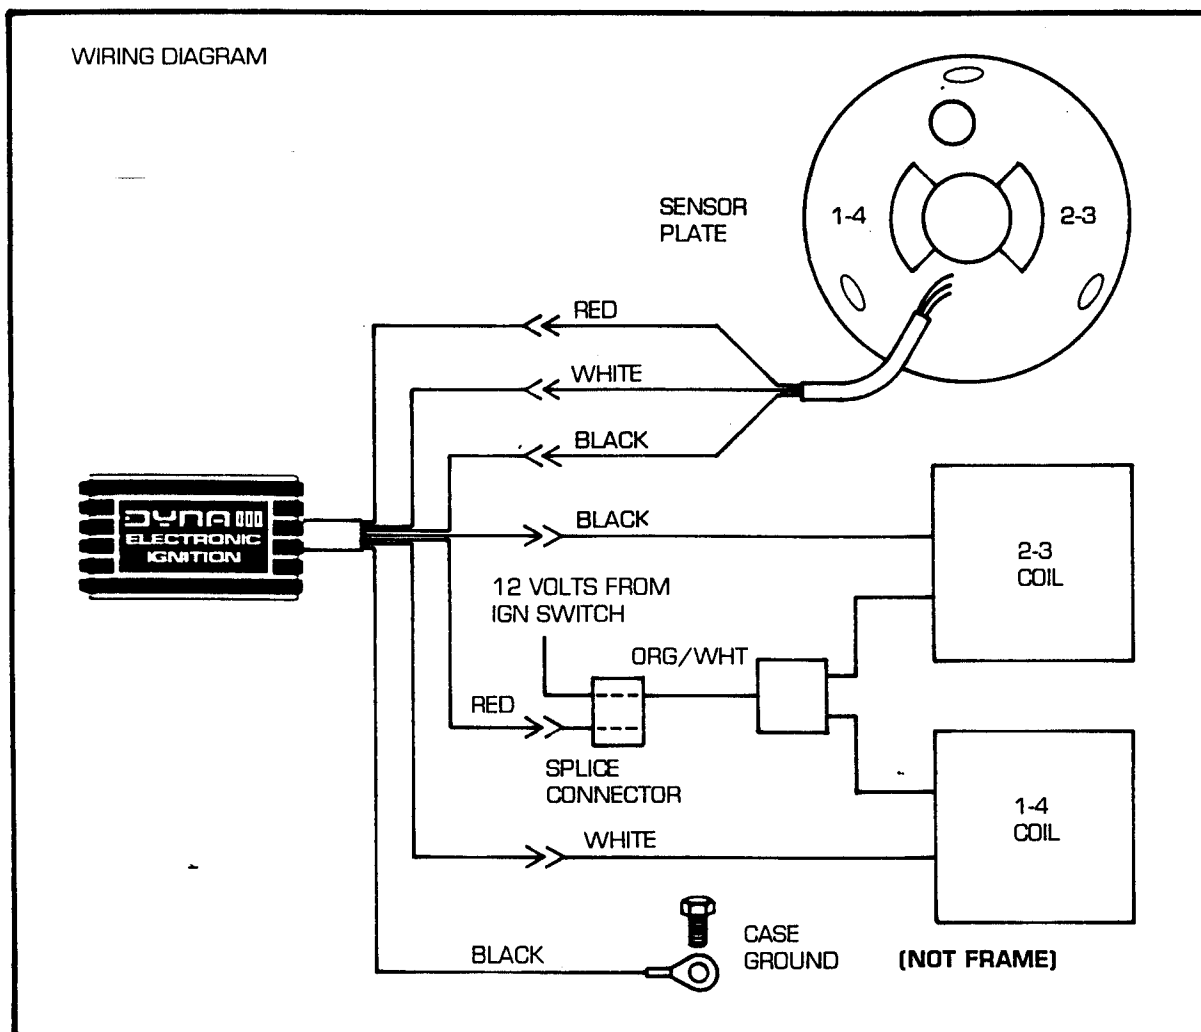 WIRING DIAGRAM
SENSOR
PLATE
1-4
2-3
RED
WHITE
BLACK
DYNA III
ELECTRONIC
IGNITION
BLACK
2-3
COIL
12 VOLTS FROM
IGN SWITCH
ORG/WHT
RED
SPLICE
CONNECTOR
1-4
COIL
WHITE
BLACK
CASE
GROUND
(NOT FRAME)